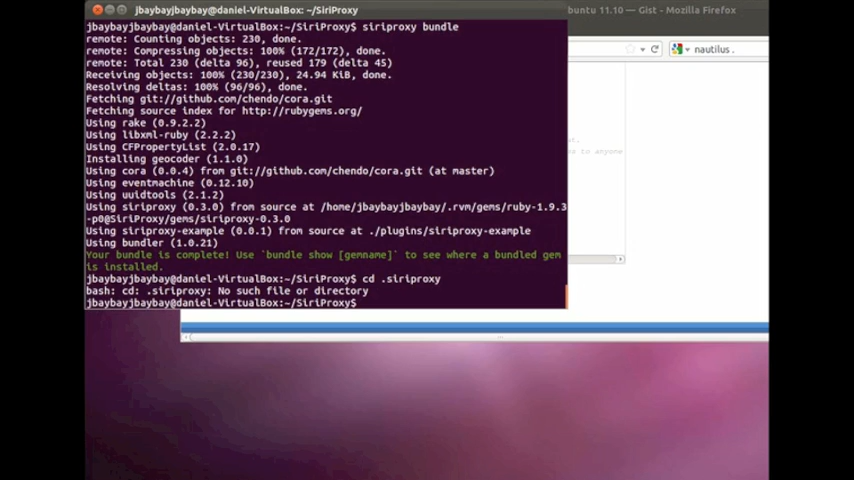 jbaybayjbaybay@daniel-VirtualBox: ~/SiriProxy
buntu 11.10 — Gist - Mozilla Firefox
nautilus .
jbaybayjbaybay@daniel-VirtualBox:~/SiriProxy$ siriproxy bundle
remote: Counting objects: 230, done.
remote: Compressing objects: 100% (172/172), done.
remote: Total 230 (delta 96), reused 179 (delta 45)
Receiving objects: 100% (230/230), 24.94 KiB, done.
Resolving deltas: 100% (96/96), done.
Fetching git://github.com/chendo/cora.git
Fetching source index for http://rubygems.org/
Using rake (0.9.2.2)
Using libxml-ruby (2.2.2)
Using CFPropertyList (2.0.17)
Installing geocoder (1.1.0)
Using cora (0.0.4) from git://github.com/chendo/cora.git (at master)
Using eventmachine (0.12.10)
Using uuidtools (2.1.2)
Using siriproxy (0.3.0) from source at /home/jbaybayjbaybay/.rvm/gems/ruby-1.9.3
-p0@SiriProxy/gems/siriproxy-0.3.0
Using siriproxy-example (0.0.1) from source at ./plugins/siriproxy-example
Using bundler (1.0.21)
Your bundle is complete! Use `bundle show [gemname]` to see where a bundled gem
is installed.
jbaybayjbaybay@daniel-VirtualBox:~/SiriProxy$ cd .siriproxy
bash: cd: .siriproxy: No such file or directory
jbaybayjbaybay@daniel-VirtualBox:~/SiriProxy$
to anyone